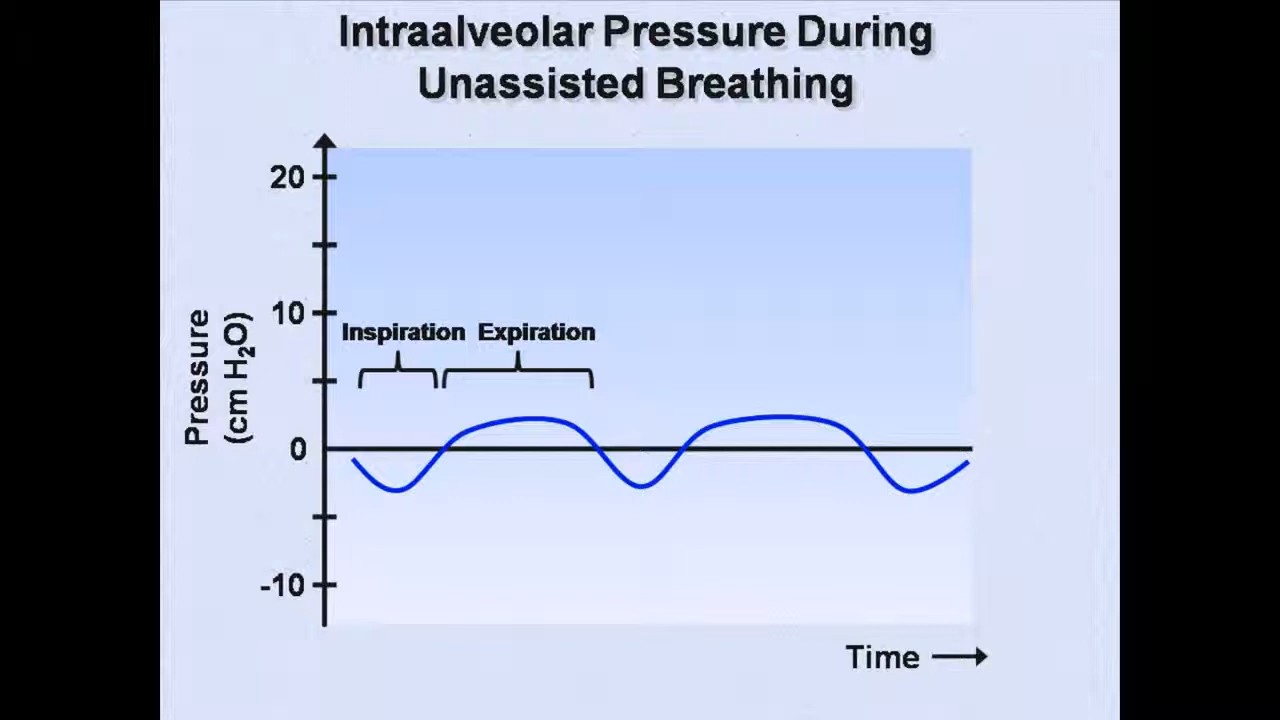 Intraalveolar Pressure During
Unassisted Breathing
20
10
Inspiration Expiration
Pressure
(cm H₂O)
0
-10
Time